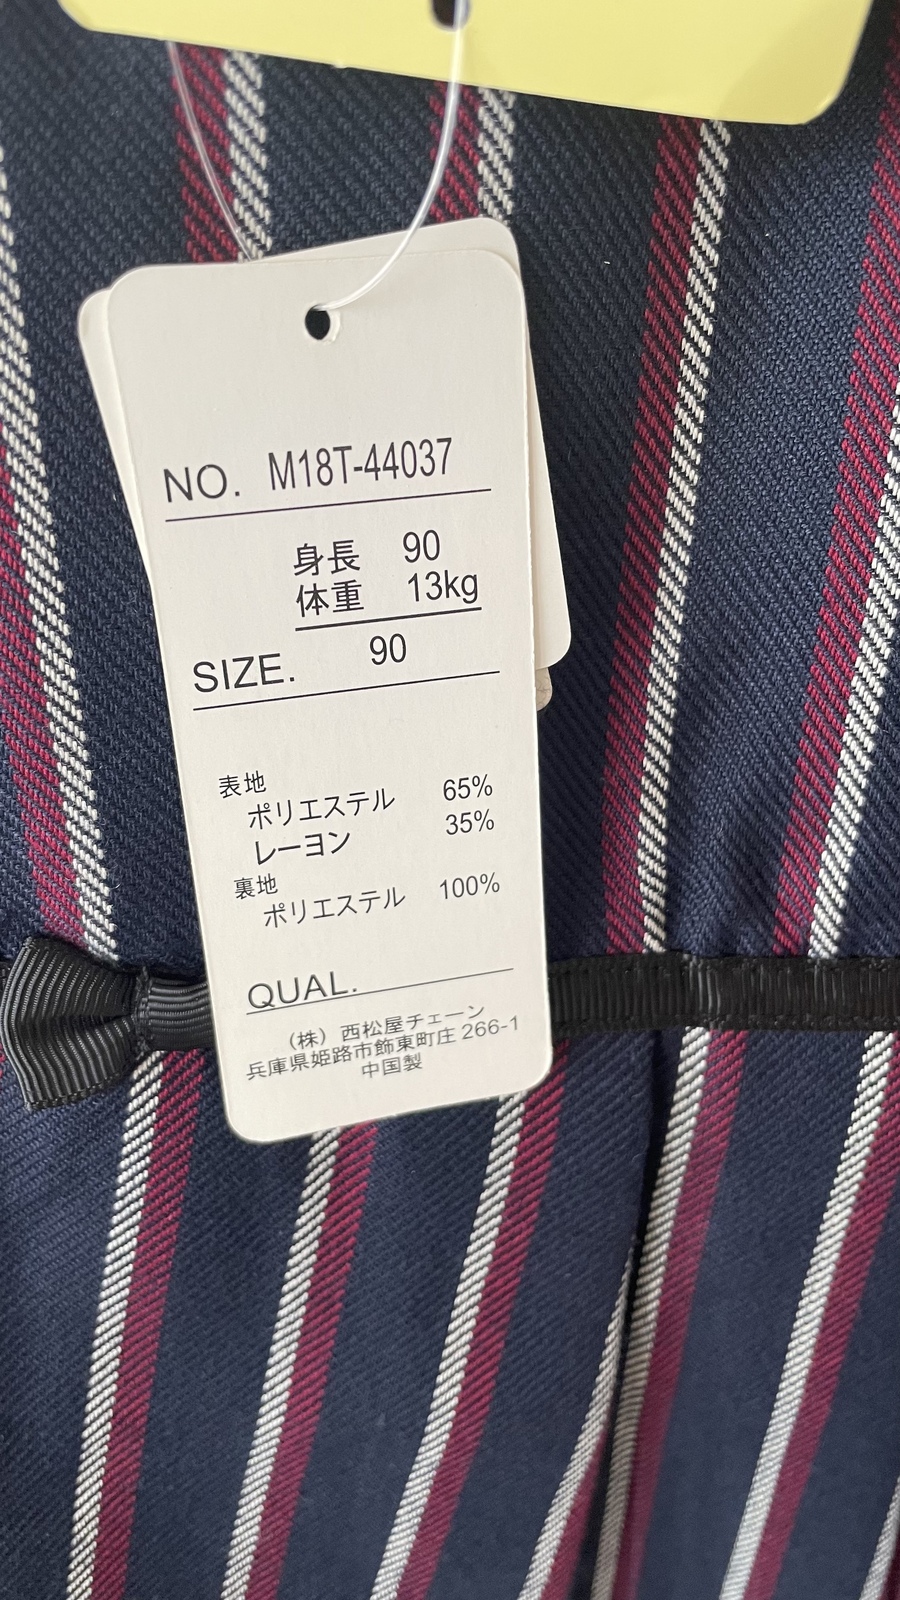 NO. M18T-44037
身長 90
体重 13kg
SIZE. 90
表地
ポリエステル 65%
レーヨン 35%
裏地
ポリエステル 100%
QUAL.
(株) 西松屋チェーン
兵庫県姫路市飾東町庄 266-1
中国製